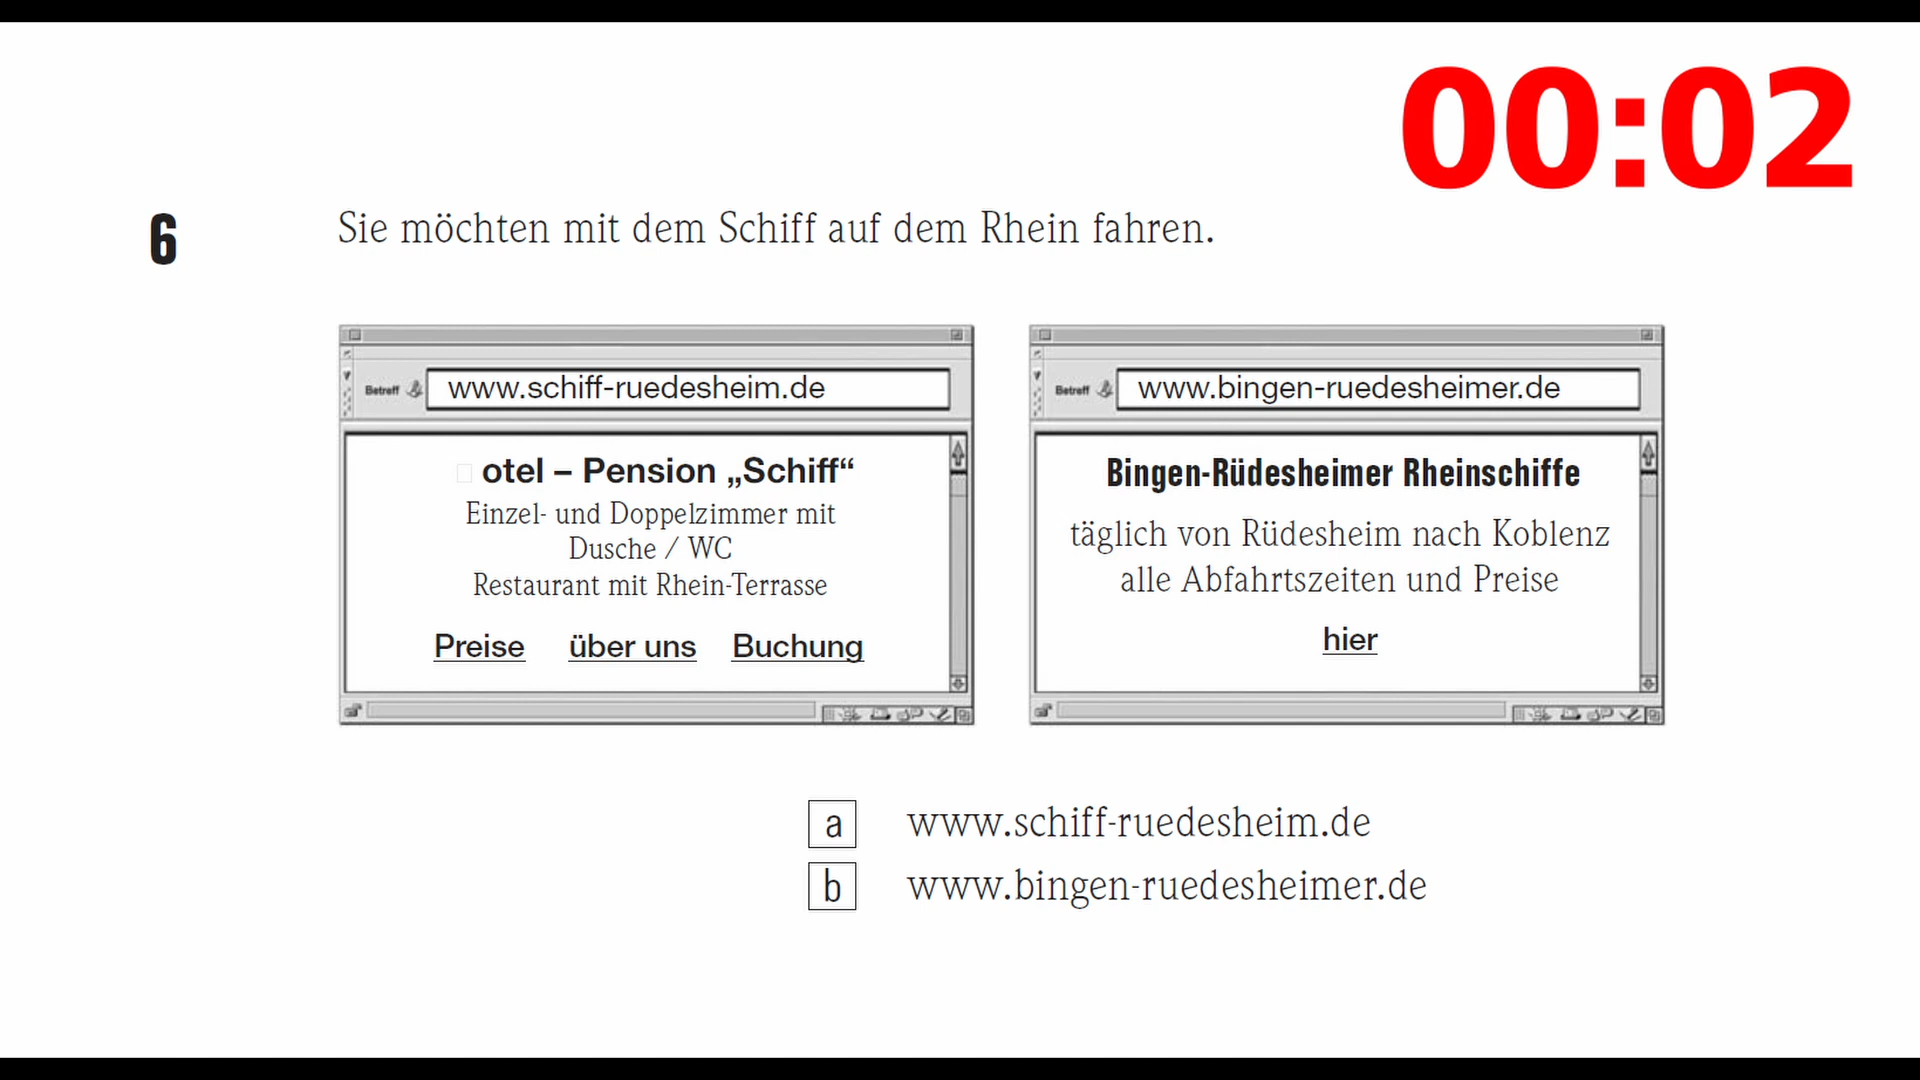 00:02
6
Sie möchten mit dem Schiff auf dem Rhein fahren.
Betreff
www.schiff-ruedesheim.de
otel – Pension „Schiff“
Einzel- und Doppelzimmer mit
Dusche / WC
Restaurant mit Rhein-Terrasse
Preise über uns Buchung
Betreff
www.bingen-ruedesheimer.de
Bingen-Rüdesheimer Rheinschiffe
täglich von Rüdesheim nach Koblenz
alle Abfahrtszeiten und Preise
hier
a www.schiff-ruedesheim.de
b www.bingen-ruedesheimer.de